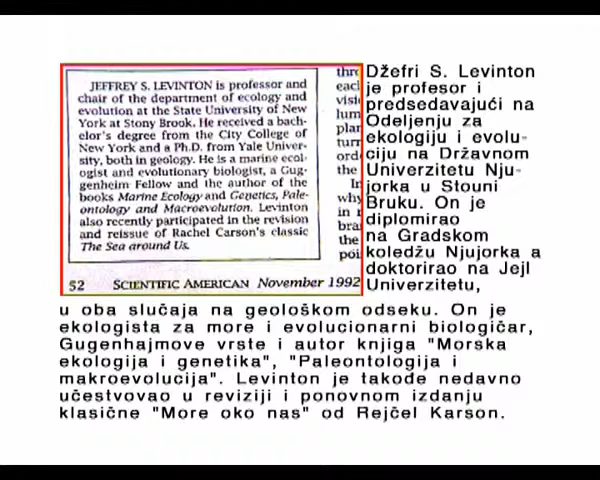 JEFFREY S. LEVINTON is professor and
chair of the department of ecology and
evolution at the State University of New
York at Stony Brook. He received a bach-
elor's degree from the City College of
New York and a Ph.D. from Yale Univer-
sity, both in geology. He is a marine ecol-
ogist and evolutionary biologist, a Gug-
genheim Fellow and the author of the
books Marine Ecology and Genetics, Pale-
ontology and Macroevolution. Levinton
also recently participated in the revision
and reissue of Rachel Carson's classic
The Sea around Us.
52 SCIENTIFIC AMERICAN November 1992
Džefri S. Levinton
je profesor i
predsedavajući na
Odeljenju za
ekologiju i evolu-
ciju na Državnom
Univerzitetu Nju-
jorka u Stouni
Bruku. On je
diplomirao
na Gradskom
koledžu Njujorka a
doktorirao na Jejl
Univerzitetu,
u oba slučaja na geološkom odseku. On je
ekologista za more i evolucionarni biologičar,
Gugenhajmove vrste i autor knjiga "Morska
ekologija i genetika", "Paleontologija i
makroevolucija". Levinton je takođe nedavno
učestvovao u reviziji i ponovnom izdanju
klasične "More oko nas" od Rejčel Karson.